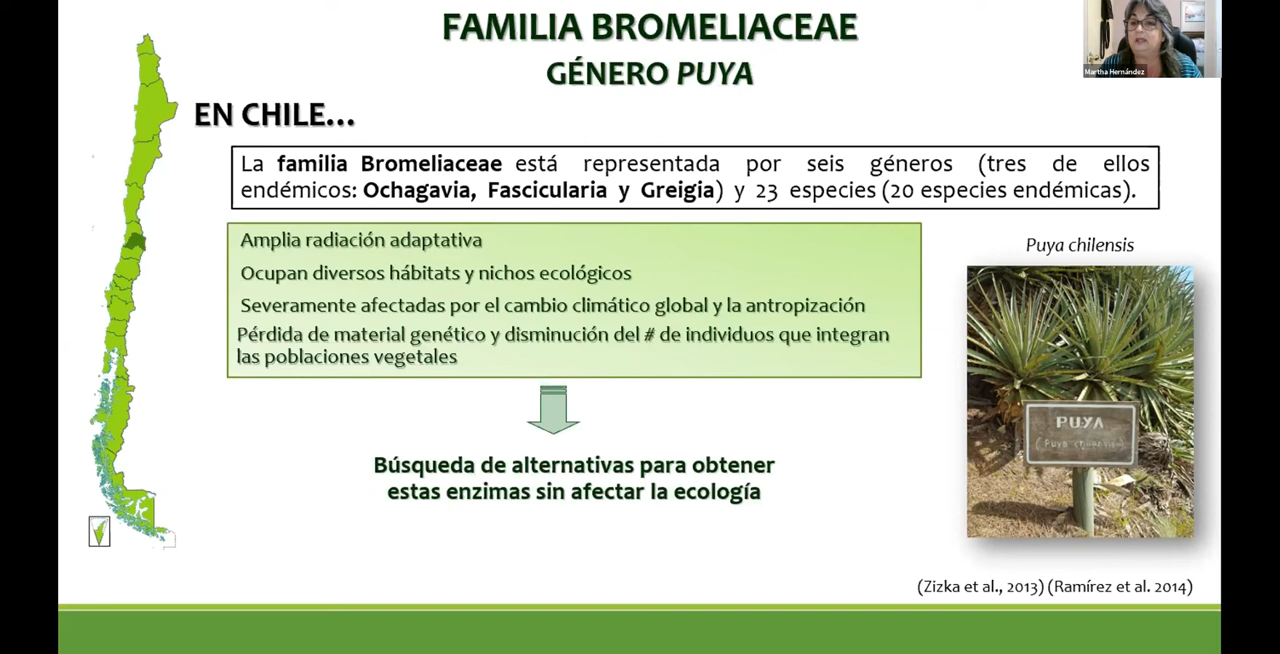 FAMILIA BROMELIACEAE
GÉNERO PUYA
Martha Hernández
EN CHILE...
La familia Bromeliaceae está representada por seis géneros (tres de ellos
endémicos: Ochagavia, Fascicularia y Greigia) y 23 especies (20 especies endémicas).
Amplia radiación adaptativa
Ocupan diversos hábitats y nichos ecológicos
Severamente afectadas por el cambio climático global y la antropización
Pérdida de material genético y disminución del # de individuos que integran
las poblaciones vegetales
Puya chilensis
PUYA
(Puya chilensis)
Búsqueda de alternativas para obtener
estas enzimas sin afectar la ecología
(Zizka et al., 2013) (Ramírez et al. 2014)